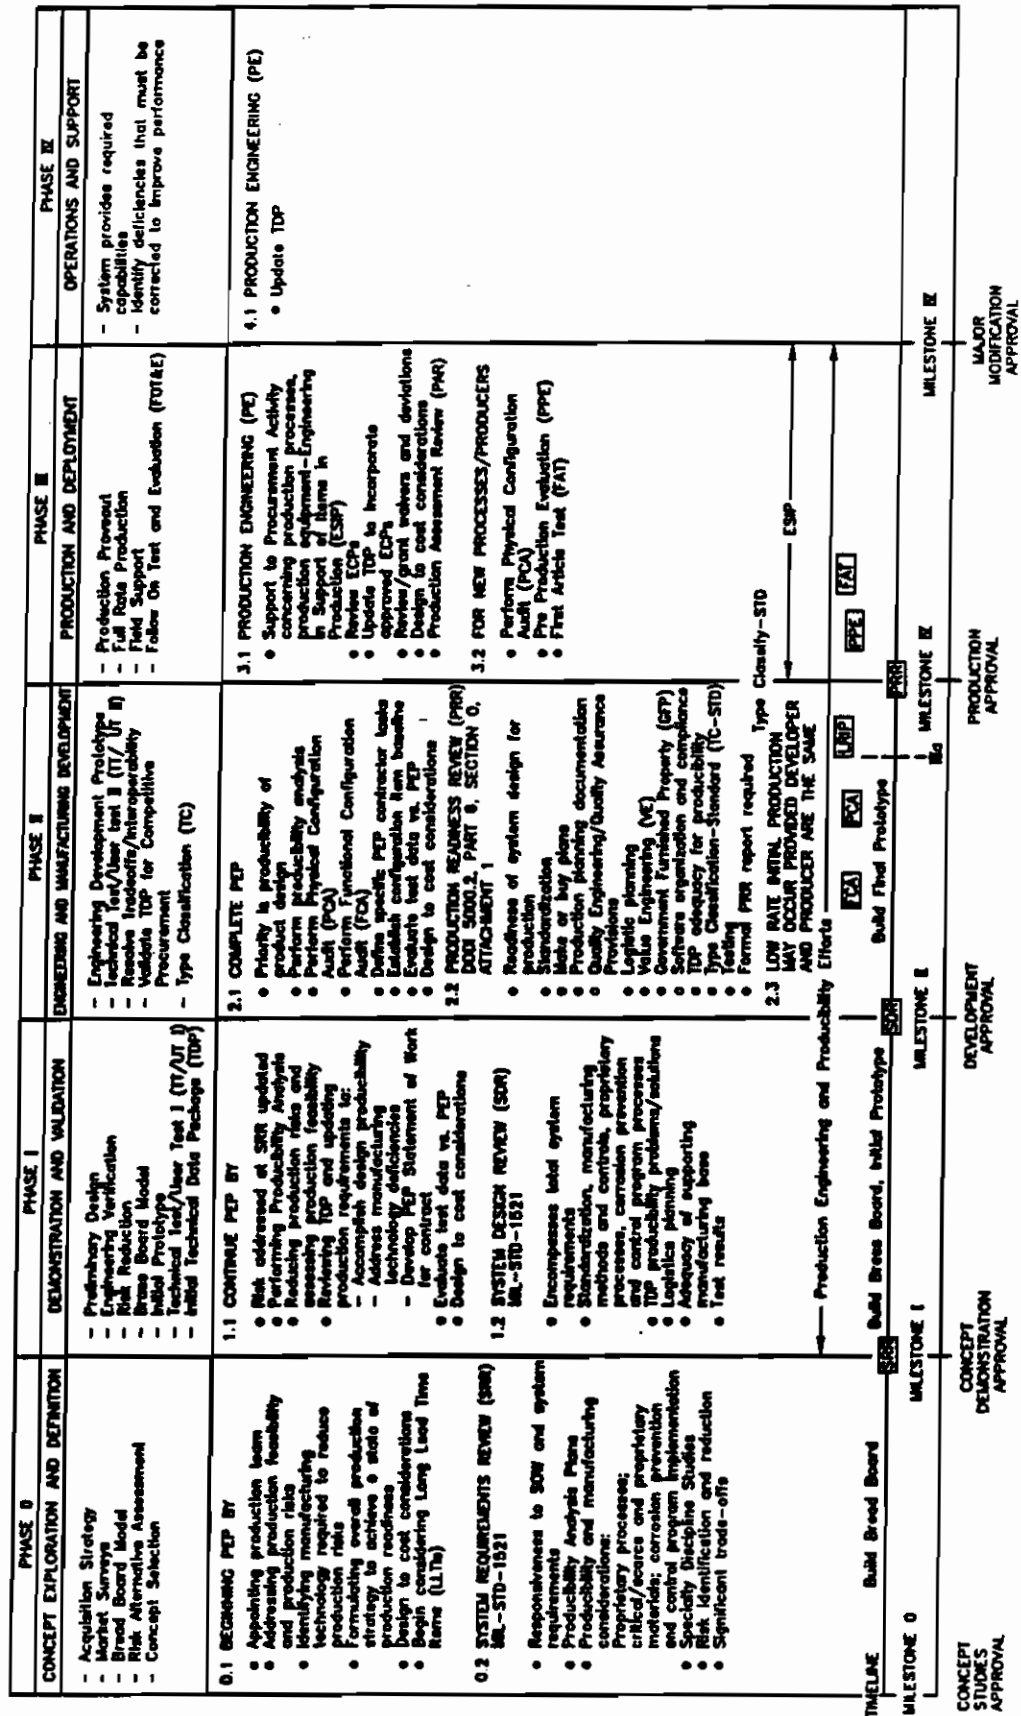 PHASE 0
CONCEPT EXPLORATION AND DEFINITION
- Acquisition Strategy
- Market Surveys
- Bread Board Model
- Risk Alternative Assessment
- Concept Selection
0.1 BEGINNING PEP BY
● Appointing production team
● Addressing production feasibility
and production risks
● Identifying manufacturing
technology required to reduce
production risks
● Formulating overall production
strategy to achieve a state of
production readiness
● Design to cost considerations
● Begin considering Long Lead Time
Items (LLTIs)
0.2 SYSTEM REQUIREMENTS REVIEW (SRR)
MIL-STD-1521
● Responsiveness to SOW and system
requirements
● Producibility Analysis Plans
● Producibility and manufacturing
considerations:
Proprietary processes;
critical/scarce and proprietary
materials; corrosion prevention
and control program implementation
● Specialty Discipline Studies
● Risk identification and reduction
● Significant trade-offs
PHASE I
DEMONSTRATION AND VALIDATION
- Preliminary Design
- Engineering Verification
- Risk Reduction
- Brass Board Model
- Initial Prototype
- Technical Test/User Test I (TT/UT I)
- Initial Technical Data Package (TDP)
1.1 CONTINUE PEP BY
● Risk addressed at SRR updated
● Performing Producibility Analysis
● Reducing production risks and
assessing production feasibility
● Reviewing TDP and updating
production requirements to:
- Accomplish design producibility
- Address manufacturing
technology deficiencies
- Develop PEP Statement of Work
for contract
● Evaluate test data vs. PEP
● Design to cost considerations
1.2 SYSTEM DESIGN REVIEW (SDR)
MIL-STD-1521
● Encompasses total system
requirements
● Standardization, manufacturing
methods and controls, proprietary
processes, corrosion prevention
and control program processes
● TDP producibility problems/solutions
● Logistics planning
● Adequacy of supporting
manufacturing base
● Test results
PHASE II
ENGINEERING AND MANUFACTURING DEVELOPMENT
- Engineering Development Prototype
- Technical Test/User test II (TT/ UT II)
- Resolve Tradeoffs/Interoperability
- Validate TDP for Competitive
Procurement
- Type Classification (TC)
2.1 COMPLETE PEP
● Priority is producibility of
product design
● Perform producibility analysis
● Perform Physical Configuration
Audit (PCA)
● Perform Functional Configuration
Audit (FCA)
● Define specific PEP contractor tasks
● Establish configuration item baseline
● Evaluate test data vs. PEP
● Design to cost considerations
2.2 PRODUCTION READINESS REVIEW (PRR)
DODI 5000.2, PART 6, SECTION O,
ATTACHMENT 1
● Readiness of system design for
production
● Standardization
● Make or buy plans
● Production planning documentation
● Quality Engineering/Quality Assurance
Provisions
● Logistic planning
● Value Engineering (VE)
● Government Furnished Property (GFP)
● Software organization and compliance
● TDP adequacy for producibility
● Type Classification-Standard (TC-STD)
● Testing
● Formal PRR report required
2.3 LOW RATE INITIAL PRODUCTION
MAY OCCUR PROVIDED DEVELOPER
AND PRODUCER ARE THE SAME
PHASE III
PRODUCTION AND DEPLOYMENT
- Production Proveout
- Full Rate Production
- Field Support
- Follow On Test and Evaluation (FOT&E)
3.1 PRODUCTION ENGINEERING (PE)
● Support to Procurement Activity
concerning production processes,
production equipment-Engineering
in Support of Items in
Production (ESIP)
● Review ECPs
● Update TDP to incorporate
approved ECPs
● Review/grant waivers and deviations
● Design to cost considerations
● Production Assessment Review (PAR)
3.2 FOR NEW PROCESSES/PRODUCERS
● Perform Physical Configuration
Audit (PCA)
● Pre Production Evaluation (PPE)
● First Article Test (FAT)
PHASE IV
OPERATIONS AND SUPPORT
- System provides required
capabilities
- Identify deficiencies that must be
corrected to improve performance
4.1 PRODUCTION ENGINEERING (PE)
● Update TDP
Type Classify-STD
ESIP
Production Engineering and Producibility Efforts
FCA PCA LRIP PPE FAT
TIMELINE Build Bread Board Build Brass Board, Initial Prototype Build Final Prototype
SRR SDR PRR
MILESTONE 0 MILESTONE I MILESTONE II MILESTONE IV MILESTONE IV
CONCEPT
STUDIES
APPROVAL
CONCEPT
DEMONSTRATION
APPROVAL
DEVELOPMENT
APPROVAL
PRODUCTION
APPROVAL
MAJOR
MODIFICATION
APPROVAL